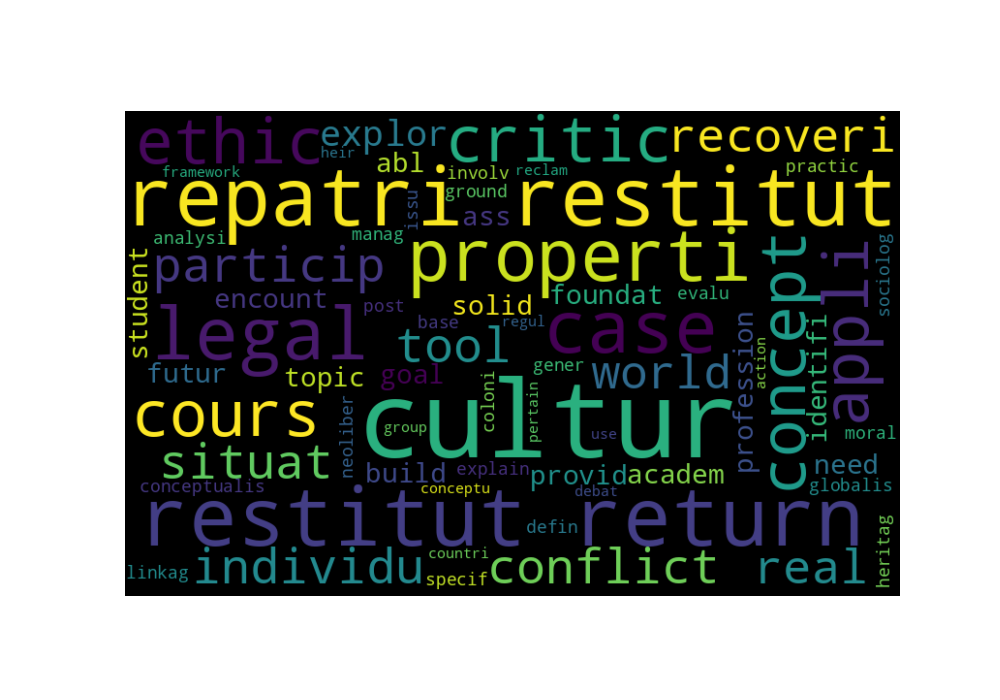 ethic
explor
critic
recoveri
heir
abl
involv
reclam
practic
framework
repatri
restitut
issu
ground
ass
analysi
manag
properti
concept
appli
sociolog
student
particip
encount
post
solid
foundat
evalu
legal
base
regul
case
tool
world
profession
action
identifi
futur
topic
goal
gener
cours
neoliber
cultur
coloni
pertain
group
use
moral
situat
build
explain
provid
academ
need
globalis
conceptualis
conceptu
debat
restitut
return
defin
heritag
linkag
individu
countri
specif
conflict
real